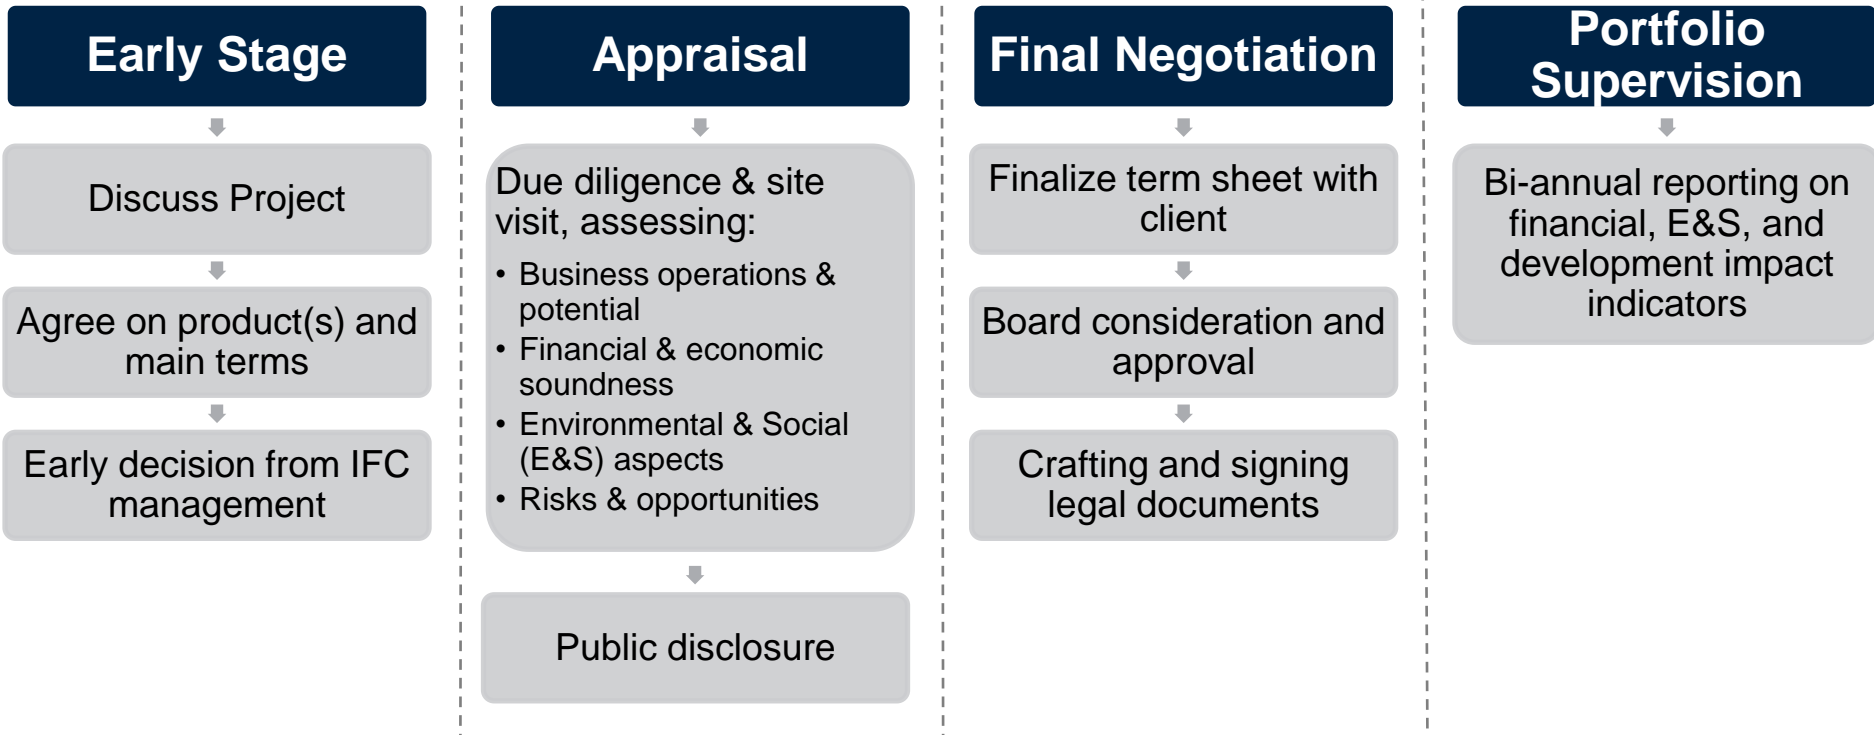 Early Stage
Discuss Project
Agree on product(s) and
main terms
Early decision from IFC
management
Appraisal
Due diligence & site
visit, assessing:
• Business operations &
potential
• Financial & economic
soundness
• Environmental & Social
(E&S) aspects
• Risks & opportunities
Public disclosure
Final Negotiation
Finalize term sheet with
client
Board consideration and
approval
Crafting and signing
legal documents
Portfolio
Supervision
Bi-annual reporting on
financial, E&S, and
development impact
indicators